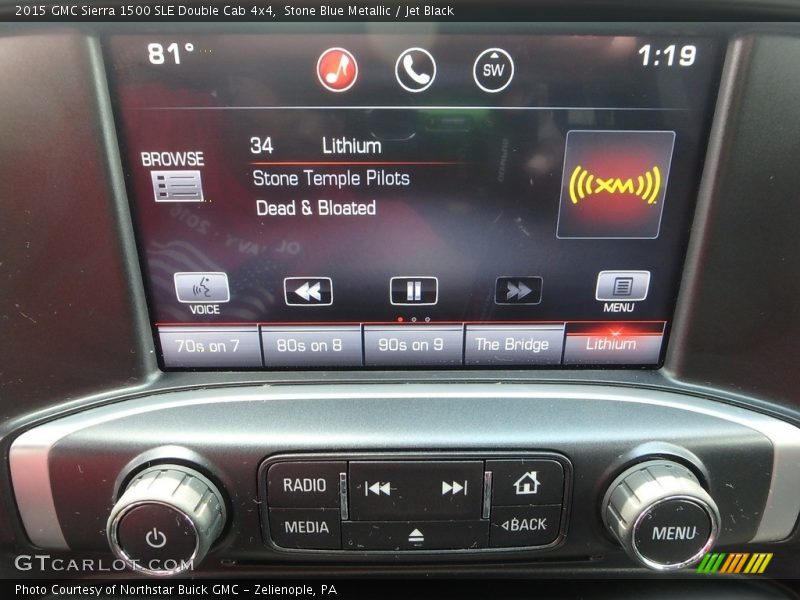 2015 GMC Sierra 1500 SLE Double Cab 4x4, Stone Blue Metallic / Jet Black
81° SW 1:19
34 Lithium
BROWSE
Stone Temple Pilots
Dead & Bloated
XM
VOICE MENU
70s on 7 80s on 8 90s on 9 The Bridge Lithium
RADIO
MEDIA BACK
MENU
GTCARLOT.COM
Photo Courtesy of Northstar Buick GMC - Zelienople, PA